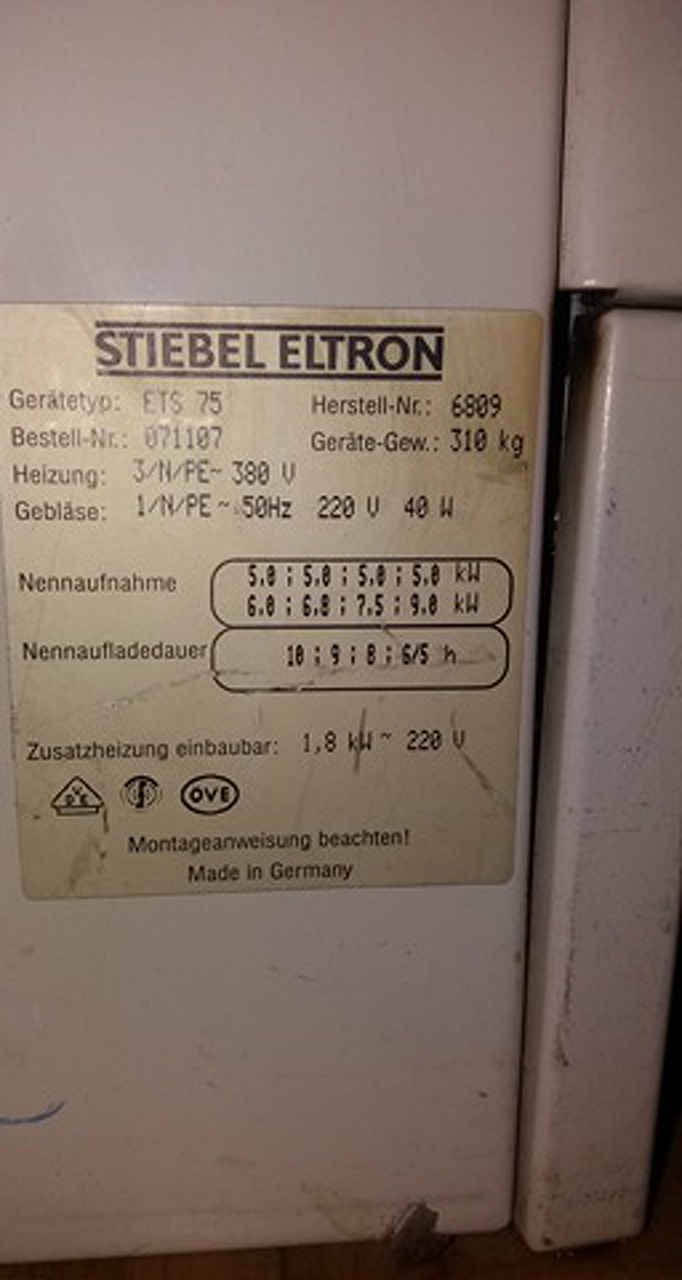 STIEBEL ELTRON
Gerätetyp: ETS 75 Herstell-Nr.: 6809
Bestell-Nr.: 071107 Geräte-Gew.: 310 kg
Heizung: 3/N/PE~ 380 V
Gebläse: 1/N/PE ~ 50Hz 220 V 40 W
Nennaufnahme 5.0 ; 5.0 ; 5.0 ; 5.0 kW
6.0 ; 6.8 ; 7.5 ; 9.0 kW
Nennaufladedauer 10 ; 9 ; 8 ; 6/5 h
Zusatzheizung einbaubar: 1,8 kW ~ 220 V
OVE
Montageanweisung beachten!
Made in Germany